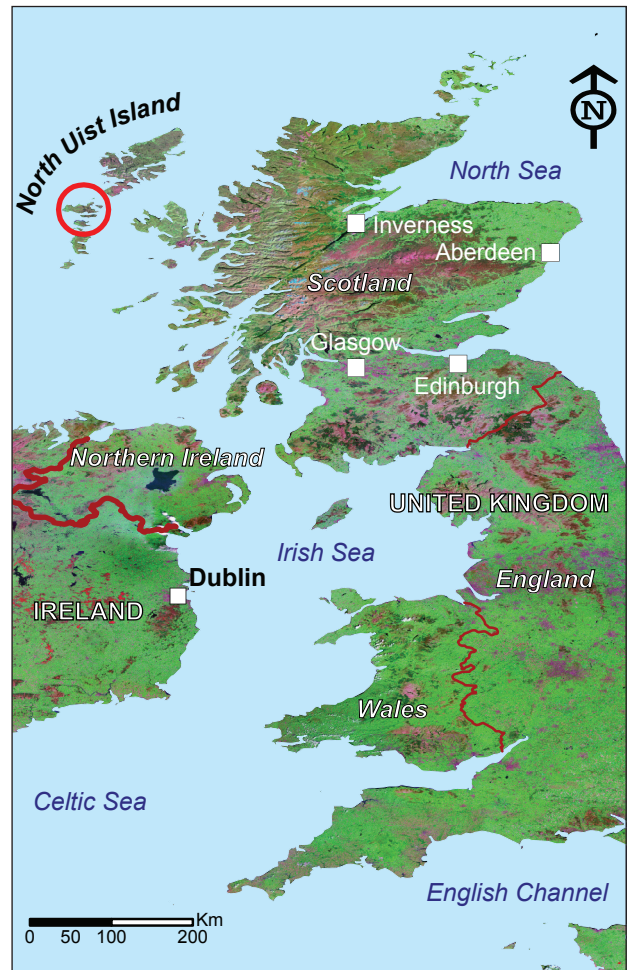 North Uist Island
N
North Sea
Inverness
Aberdeen
Scotland
Glasgow
Edinburgh
Northern Ireland
UNITED KINGDOM
Irish Sea
England
Dublin
IRELAND
Wales
Celtic Sea
English Channel
Km
0 50 100 200